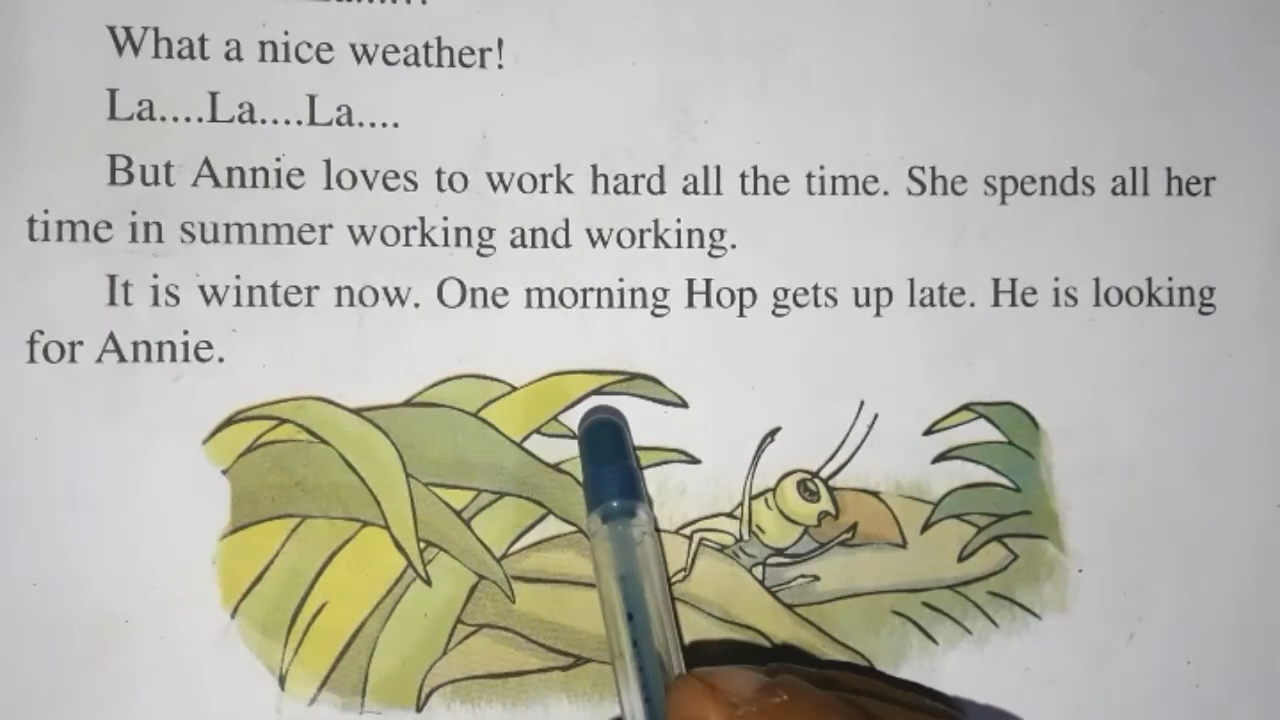 What a nice weather!
La....La....La....
But Annie loves to work hard all the time. She spends all her
time in summer working and working.
It is winter now. One morning Hop gets up late. He is looking
for Annie.